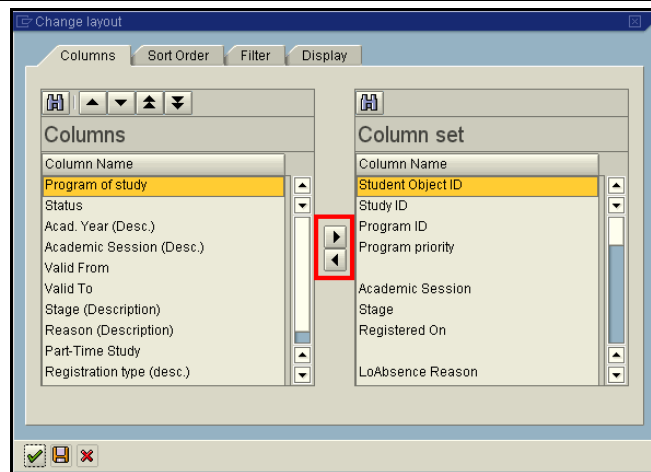 Change layout
Columns Sort Order Filter Display
Columns
Column Name
Program of study
Status
Acad. Year (Desc.)
Academic Session (Desc.)
Valid From
Valid To
Stage (Description)
Reason (Description)
Part-Time Study
Registration type (desc.)
Column set
Column Name
Student Object ID
Study ID
Program ID
Program priority
Academic Session
Stage
Registered On
LoAbsence Reason